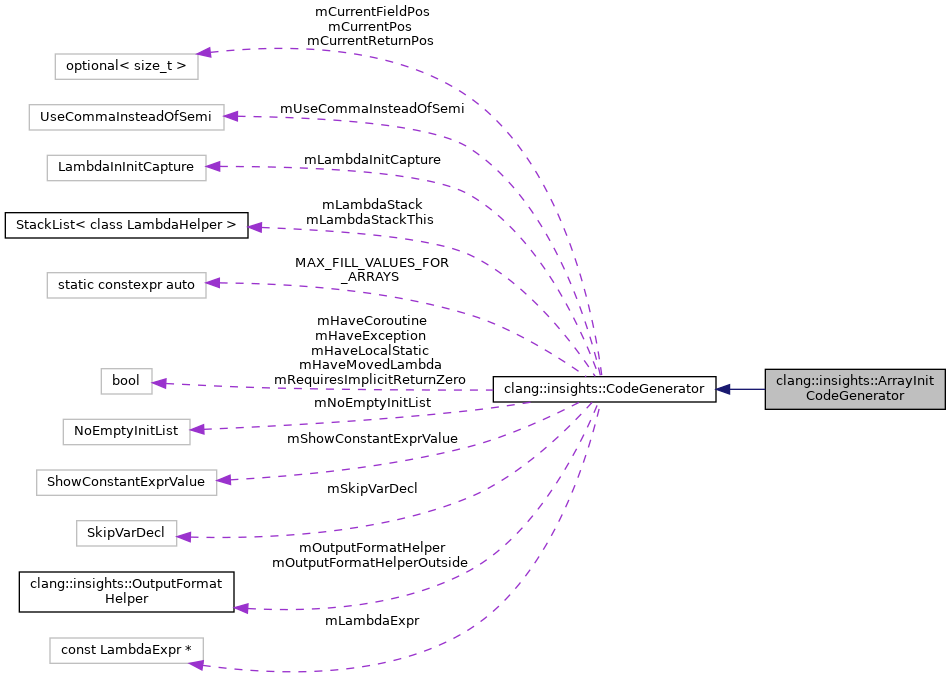 mCurrentFieldPos
mCurrentPos
mCurrentReturnPos
optional< size_t >
mUseCommaInsteadOfSemi
UseCommaInsteadOfSemi
mLambdaInitCapture
LambdaInInitCapture
mLambdaStack
mLambdaStackThis
StackList< class LambdaHelper >
MAX_FILL_VALUES_FOR
_ARRAYS
static constexpr auto
mHaveCoroutine
mHaveException
mHaveLocalStatic
mHaveMovedLambda
mRequiresImplicitReturnZero
bool
clang::insights::CodeGenerator
clang::insights::ArrayInit
CodeGenerator
mNoEmptyInitList
NoEmptyInitList
mShowConstantExprValue
ShowConstantExprValue
mSkipVarDecl
SkipVarDecl
mOutputFormatHelper
mOutputFormatHelperOutside
clang::insights::OutputFormat
Helper
mLambdaExpr
const LambdaExpr *